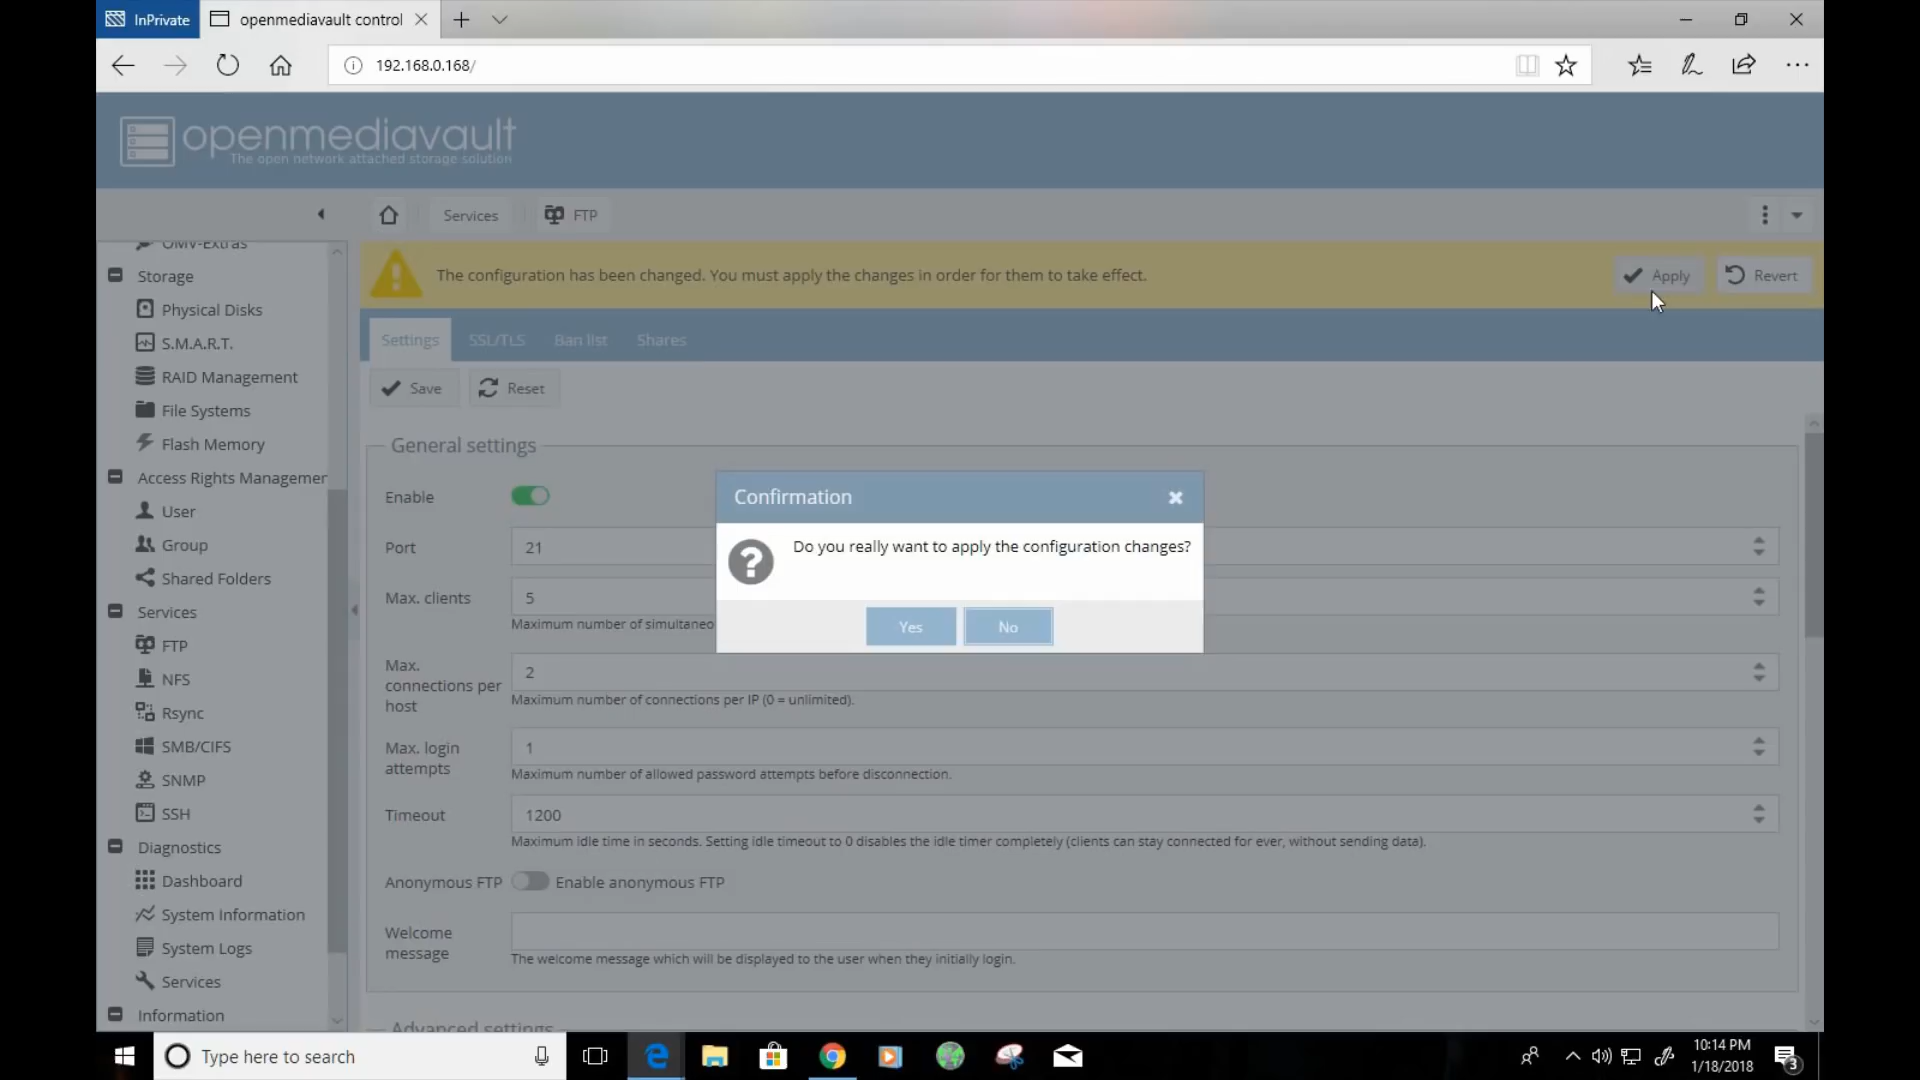 InPrivate
openmediavault control
192.168.0.168/
openmediavault
The open network attached storage solution
Services
FTP
OMV-Extras
Storage
Physical Disks
S.M.A.R.T.
RAID Management
File Systems
Flash Memory
Access Rights Managemen
User
Group
Shared Folders
Services
FTP
NFS
Rsync
SMB/CIFS
SNMP
SSH
Diagnostics
Dashboard
System Information
System Logs
Services
Information
The configuration has been changed. You must apply the changes in order for them to take effect.
Apply
Revert
Settings
SSL/TLS
Ban list
Shares
Save
Reset
General settings
Enable
Port
21
Max. clients
5
Maximum number of simultaneo
Max.
connections per
host
2
Maximum number of connections per IP (0 = unlimited).
Max. login
attempts
1
Maximum number of allowed password attempts before disconnection.
Timeout
1200
Maximum idle time in seconds. Setting idle timeout to 0 disables the idle timer completely (clients can stay connected for ever, without sending data).
Anonymous FTP
Enable anonymous FTP
Welcome
message
The welcome message which will be displayed to the user when they initially login.
Advanced settings
Confirmation
Do you really want to apply the configuration changes?
Yes
No
Type here to search
10:14 PM
1/18/2018
3